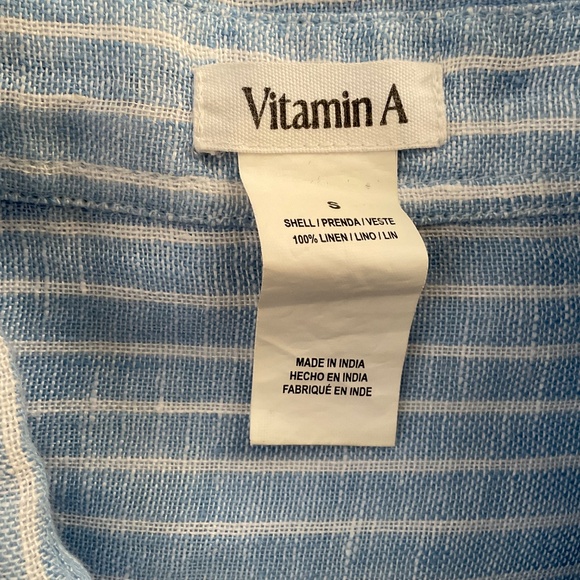 Vitamin A
S
SHELL / PRENDA / VESTE
100% LINEN / LINO / LIN
MADE IN INDIA
HECHO EN INDIA
FABRIQUÉ EN INDE